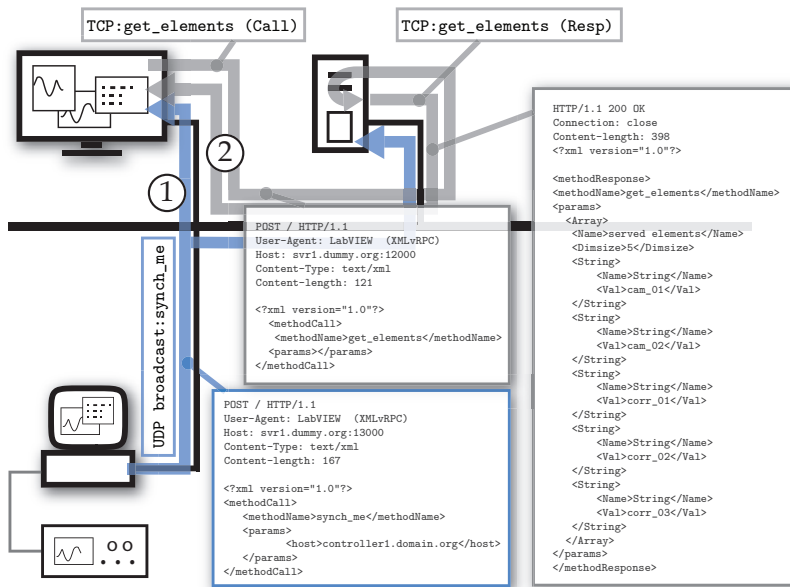 TCP:get_elements (Call)
TCP:get_elements (Resp)
2
1
UDP broadcast:synch_me
POST / HTTP/1.1
User-Agent: LabVIEW (XMLvRPC)
Host: svr1.dummy.org:12000
Content-Type: text/xml
Content-length: 121
<?xml version="1.0"?>
<methodCall>
<methodName>get_elements</methodName>
<params></params>
</methodCall>
POST / HTTP/1.1
User-Agent: LabVIEW (XMLvRPC)
Host: svr1.dummy.org:13000
Content-Type: text/xml
Content-length: 167
<?xml version="1.0"?>
<methodCall>
<methodName>synch_me</methodName>
<params>
<host>controller1.domain.org</host>
</params>
</methodCall>
HTTP/1.1 200 OK
Connection: close
Content-length: 398
<?xml version="1.0"?>
<methodResponse>
<methodName>get_elements</methodName>
<params>
<Array>
<Name>served elements</Name>
<Dimsize>5</Dimsize>
<String>
<Name>String</Name>
<Val>cam_01</Val>
</String>
<String>
<Name>String</Name>
<Val>cam_02</Val>
</String>
<String>
<Name>String</Name>
<Val>corr_01</Val>
</String>
<String>
<Name>String</Name>
<Val>corr_02</Val>
</String>
<String>
<Name>String</Name>
<Val>corr_03</Val>
</String>
</Array>
</params>
</methodResponse>